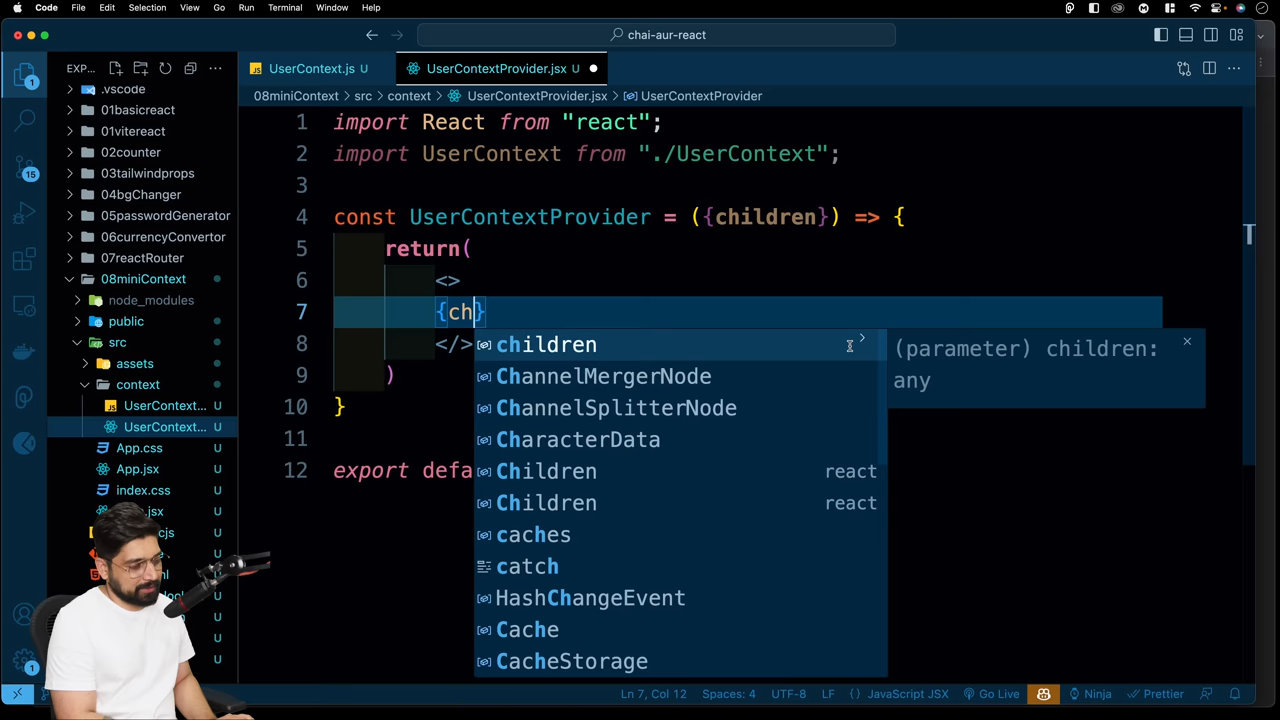 Code File Edit Selection View Go Run Terminal Window Help
chai-aur-react
EXP...
UserContext.js U
UserContextProvider.jsx U
08miniContext > src > context > UserContextProvider.jsx > UserContextProvider
.vscode
01basicreact
01vitereact
02counter
03tailwindprops
04bgChanger
05passwordGenerator
06currencyConvertor
07reactRouter
08miniContext
node_modules
public U
src
assets
context
UserContext... U
UserContext... U
App.css U
App.jsx U
index.css U
.jsx U
U
U
U
U
U
U
U
1
15
1
1 import React from "react";
2 import UserContext from "./UserContext";
3
4 const UserContextProvider = ({children}) => {
5 return(
6 <>
7 {ch}
8 </>
9 )
10 }
11
12 export defa
children
ChannelMergerNode
ChannelSplitterNode
CharacterData
Children react
Children react
caches
catch
HashChangeEvent
Cache
CacheStorage
(parameter) children:
any
Ln 7, Col 12 Spaces: 4 UTF-8 LF {} JavaScript JSX Go Live Ninja Prettier